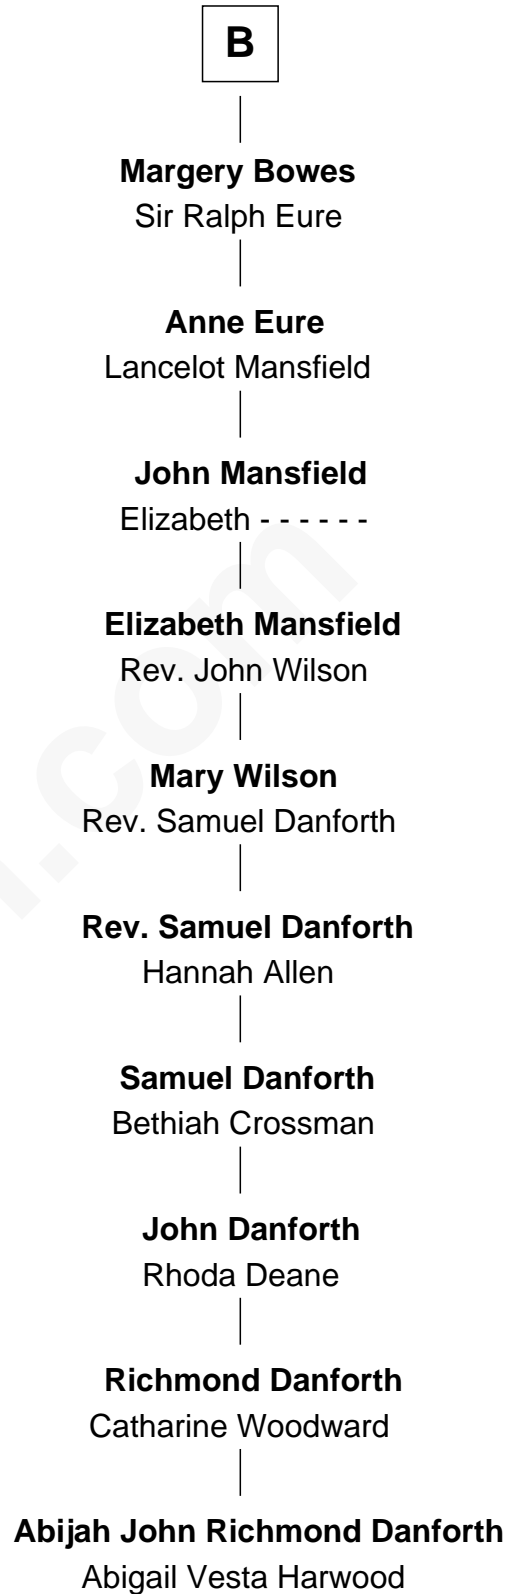 B
Margery Bowes
Sir Ralph Eure
Anne Eure
Lancelot Mansfield
John Mansfield
Elizabeth - - - - - -
Elizabeth Mansfield
Rev. John Wilson
Mary Wilson
Rev. Samuel Danforth
Rev. Samuel Danforth
Hannah Allen
Samuel Danforth
Bethiah Crossman
John Danforth
Rhoda Deane
Richmond Danforth
Catharine Woodward
Abijah John Richmond Danforth
Abigail Vesta Harwood